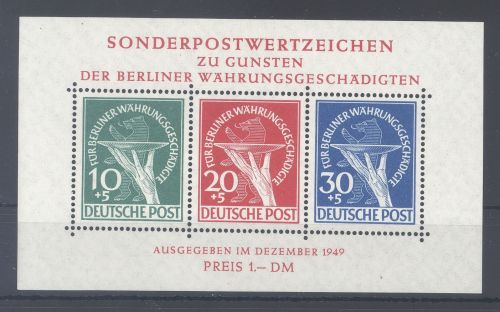 SONDERPOSTWERTZEICHEN
ZU GUNSTEN
DER BERLINER WÄHRUNGSGESCHÄDIGTEN
FÜR BERLINER WÄHRUNGSGESCHÄDIGTE
10
+5
DEUTSCHE POST
FÜR BERLINER WÄHRUNGSGESCHÄDIGTE
20
+5
DEUTSCHE POST
FÜR BERLINER WÄHRUNGSGESCHÄDIGTE
30
+5
DEUTSCHE POST
AUSGEGEBEN IM DEZEMBER 1949
PREIS 1.– DM